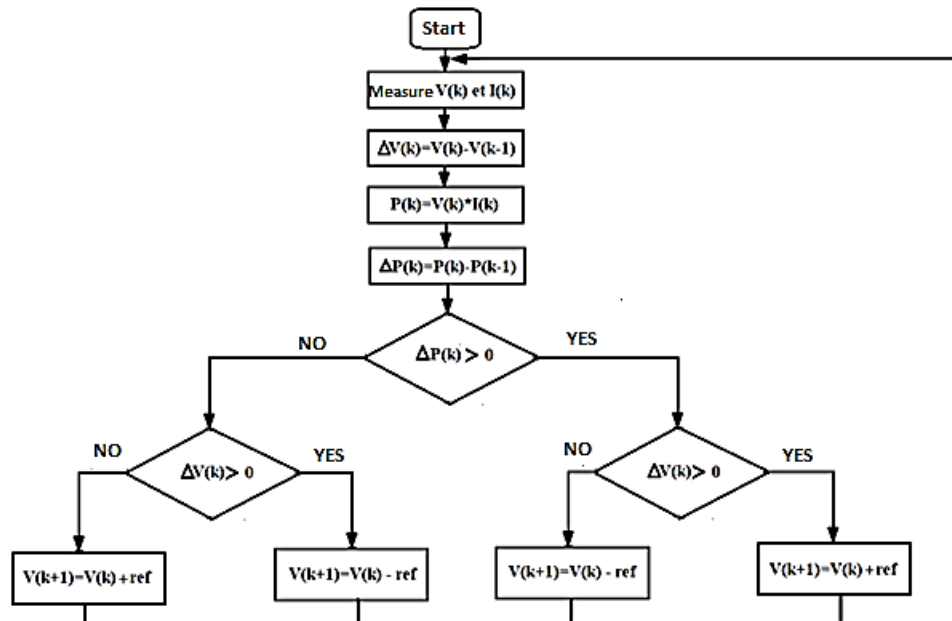 Start
Measure V(k) et I(k)
ΔV(k)=V(k)-V(k-1)
P(k)=V(k)*I(k)
ΔP(k)=P(k)-P(k-1)
NO
ΔP(k) > 0
YES
NO
ΔV(k) > 0
YES
NO
ΔV(k) > 0
YES
V(k+1)=V(k)+ref
V(k+1)=V(k) - ref
V(k+1)=V(k) - ref
V(k+1)=V(k)+ref